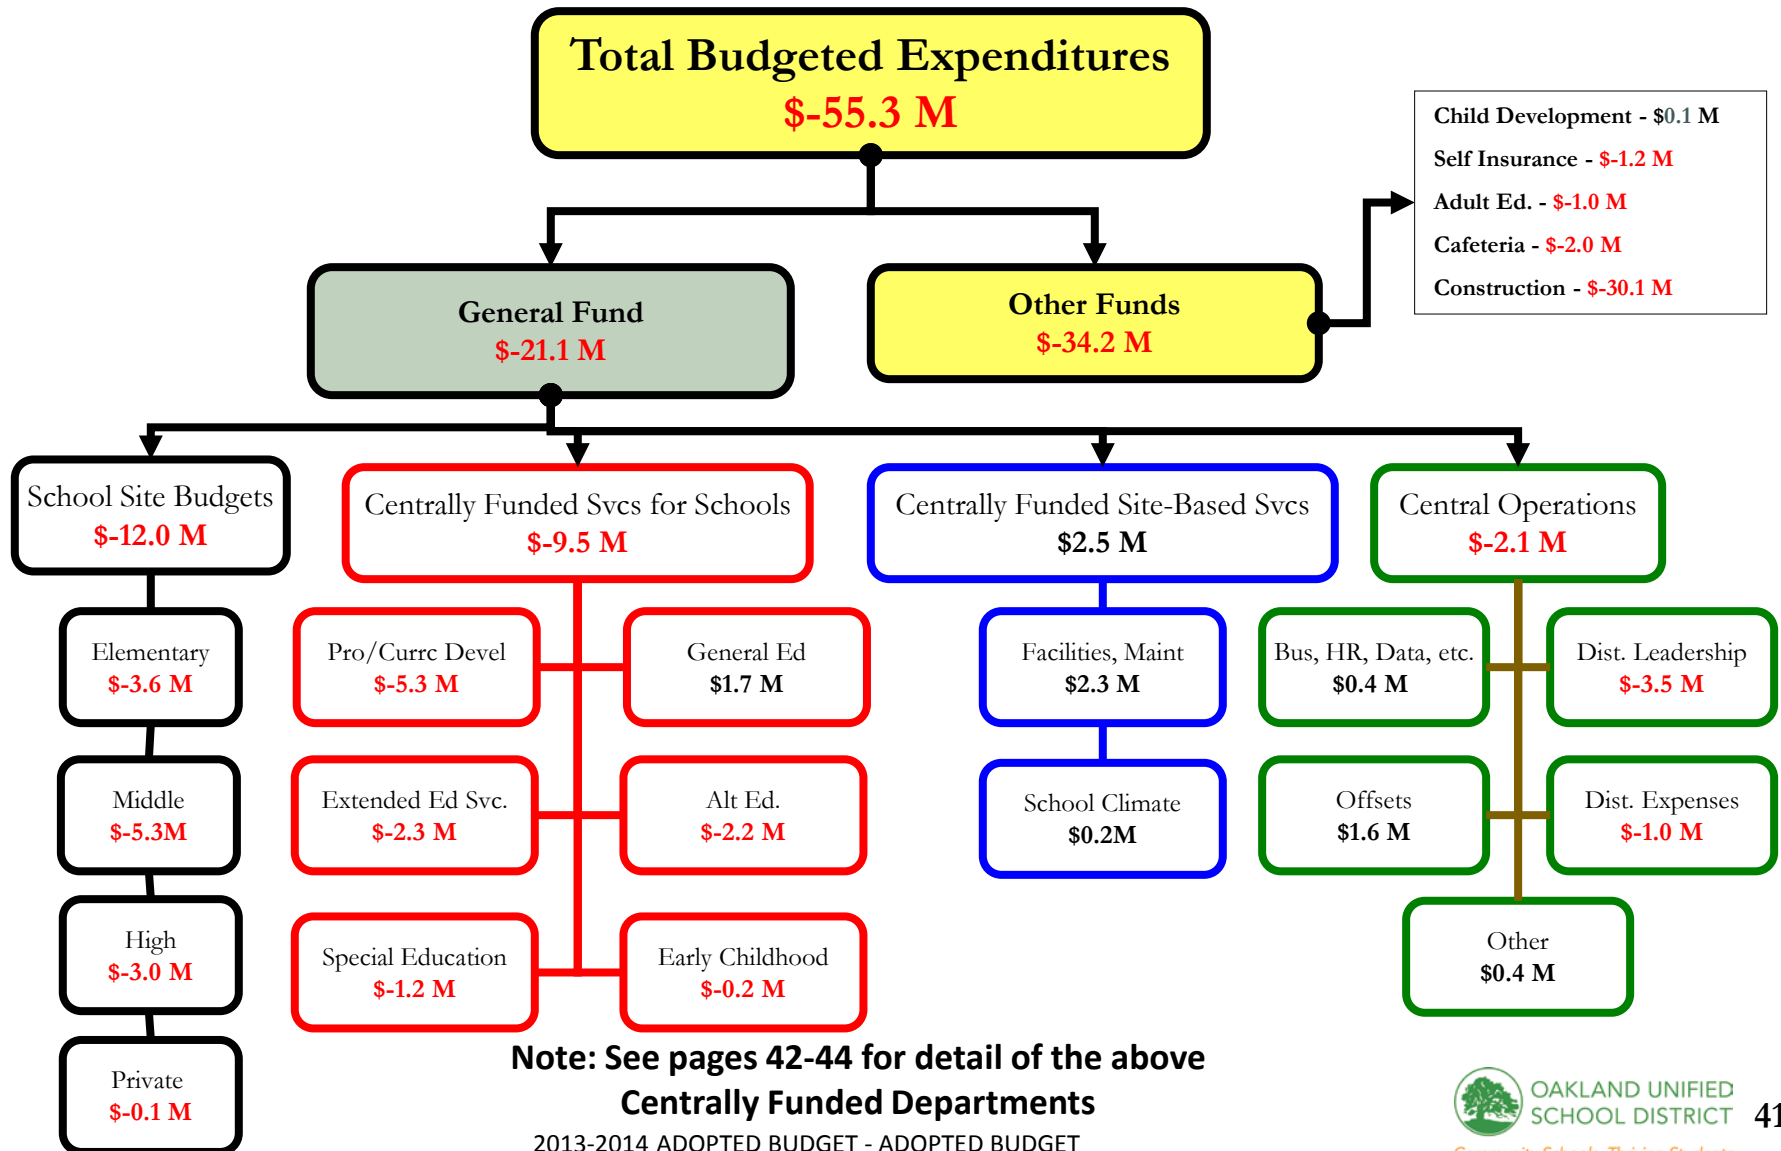 Total Budgeted Expenditures
$-55.3 M
Child Development - $0.1 M
Self Insurance - $-1.2 M
Adult Ed. - $-1.0 M
Cafeteria - $-2.0 M
Construction - $-30.1 M
General Fund
$-21.1 M
Other Funds
$-34.2 M
School Site Budgets
$-12.0 M
Centrally Funded Svcs for Schools
$-9.5 M
Centrally Funded Site-Based Svcs
$2.5 M
Central Operations
$-2.1 M
Elementary
$-3.6 M
Middle
$-5.3M
High
$-3.0 M
Private
$-0.1 M
Pro/Currc Devel
$-5.3 M
General Ed
$1.7 M
Extended Ed Svc.
$-2.3 M
Alt Ed.
$-2.2 M
Special Education
$-1.2 M
Early Childhood
$-0.2 M
Facilities, Maint
$2.3 M
School Climate
$0.2M
Bus, HR, Data, etc.
$0.4 M
Dist. Leadership
$-3.5 M
Offsets
$1.6 M
Dist. Expenses
$-1.0 M
Other
$0.4 M
Note: See pages 42-44 for detail of the above
Centrally Funded Departments
2013-2014 ADOPTED BUDGET - ADOPTED BUDGET
OAKLAND UNIFIED
SCHOOL DISTRICT
41
Community Schools, Thriving Students